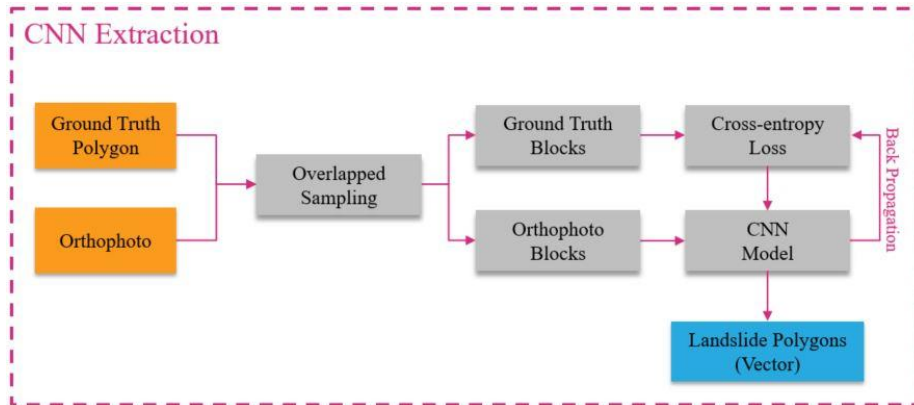 CNN Extraction
Ground Truth
Polygon
Orthophoto
Overlapped
Sampling
Ground Truth
Blocks
Orthophoto
Blocks
Cross-entropy
Loss
CNN
Model
Back Propagation
Landslide Polygons
(Vector)